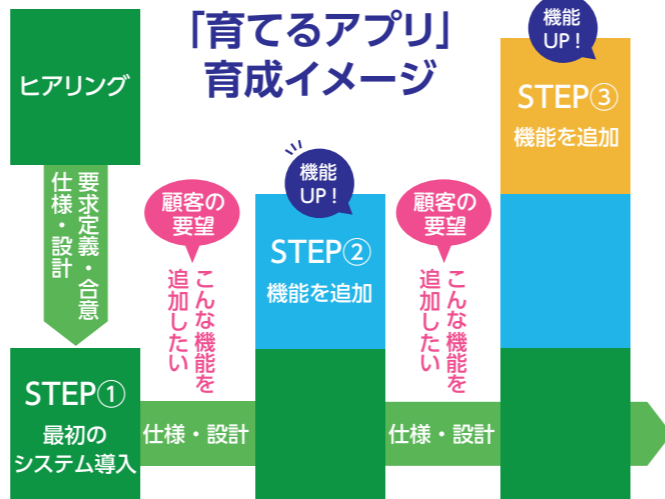 「育てるアプリ」
育成イメージ
ヒアリング
要求定義・合意
仕様・設計
STEP①
最初の
システム導入
顧客の
要望
こんな機能を
追加したい
仕様・設計
機能
UP!
STEP②
機能を追加
顧客の
要望
こんな機能を
追加したい
仕様・設計
機能
UP!
STEP③
機能を追加